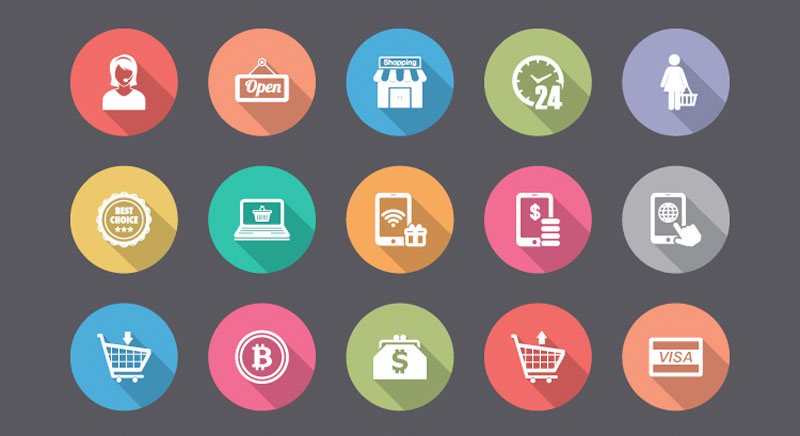 Open
Shopping
24
BEST
CHOICE
$
$
VISA